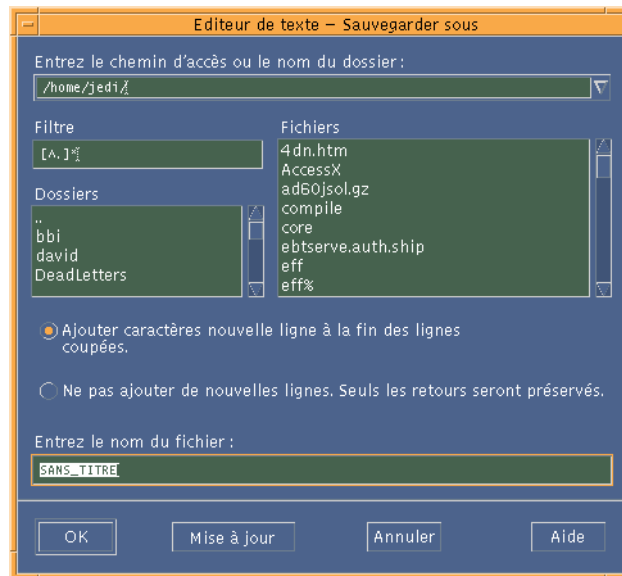 Editeur de texte – Sauvegarder sous
Entrez le chemin d'accès ou le nom du dossier :
/home/jedi/
Filtre
[^.]*
Fichiers
4dn.htm
AccessX
ad60jsol.gz
compile
core
ebtserve.auth.ship
eff
eff%
Dossiers
..
bbi
david
DeadLetters
Ajouter caractères nouvelle ligne à la fin des lignes
coupées.
Ne pas ajouter de nouvelles lignes. Seuls les retours seront préservés.
Entrez le nom du fichier :
SANS_TITRE
OK
Mise à jour
Annuler
Aide